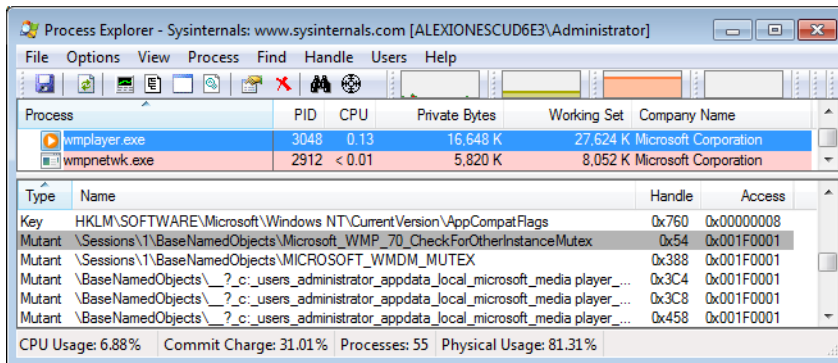 Process Explorer - Sysinternals: www.sysinternals.com [ALEXIONESCUD6E3\Administrator]
File Options View Process Find Handle Users Help
Process PID CPU Private Bytes Working Set Company Name
wmplayer.exe 3048 0.13 16,648 K 27,624 K Microsoft Corporation
wmpnetwk.exe 2912 < 0.01 5,820 K 8,052 K Microsoft Corporation
Type Name Handle Access
Key HKLM\SOFTWARE\Microsoft\Windows NT\CurrentVersion\AppCompatFlags 0x760 0x00000008
Mutant \Sessions\1\BaseNamedObjects\Microsoft_WMP_70_CheckForOtherInstanceMutex 0x54 0x001F0001
Mutant \Sessions\1\BaseNamedObjects\MICROSOFT_WMDM_MUTEX 0x388 0x001F0001
Mutant \BaseNamedObjects\__?_c:_users_administrator_appdata_local_microsoft_media player_... 0x3C4 0x001F0001
Mutant \BaseNamedObjects\__?_c:_users_administrator_appdata_local_microsoft_media player_... 0x3C8 0x001F0001
Mutant \BaseNamedObjects\__?_c:_users_administrator_appdata_local_microsoft_media player_... 0x458 0x001F0001
CPU Usage: 6.88% Commit Charge: 31.01% Processes: 55 Physical Usage: 81.31%